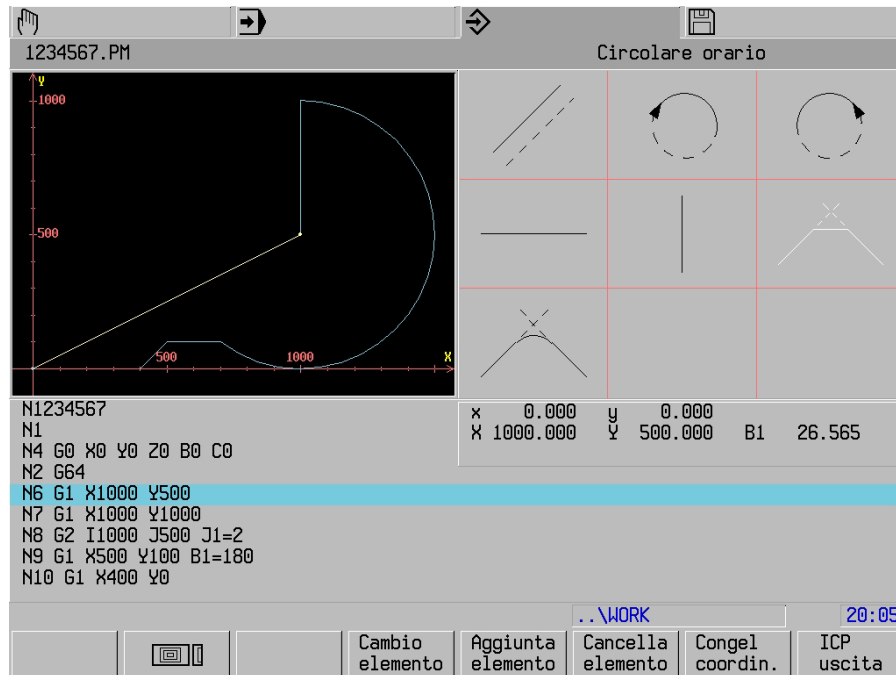 1234567.PM
Circolare orario
Y
1000
500
500
1000
X
N1234567
N1
N4 G0 X0 Y0 Z0 B0 C0
N2 G64
N6 G1 X1000 Y500
N7 G1 X1000 Y1000
N8 G2 I1000 J500 J1=2
N9 G1 X500 Y100 B1=180
N10 G1 X400 Y0
x 0.000 y 0.000
X 1000.000 Y 500.000 B1 26.565
..\WORK
20:05
Cambio elemento
Aggiunta elemento
Cancella elemento
Congel coordin.
ICP uscita